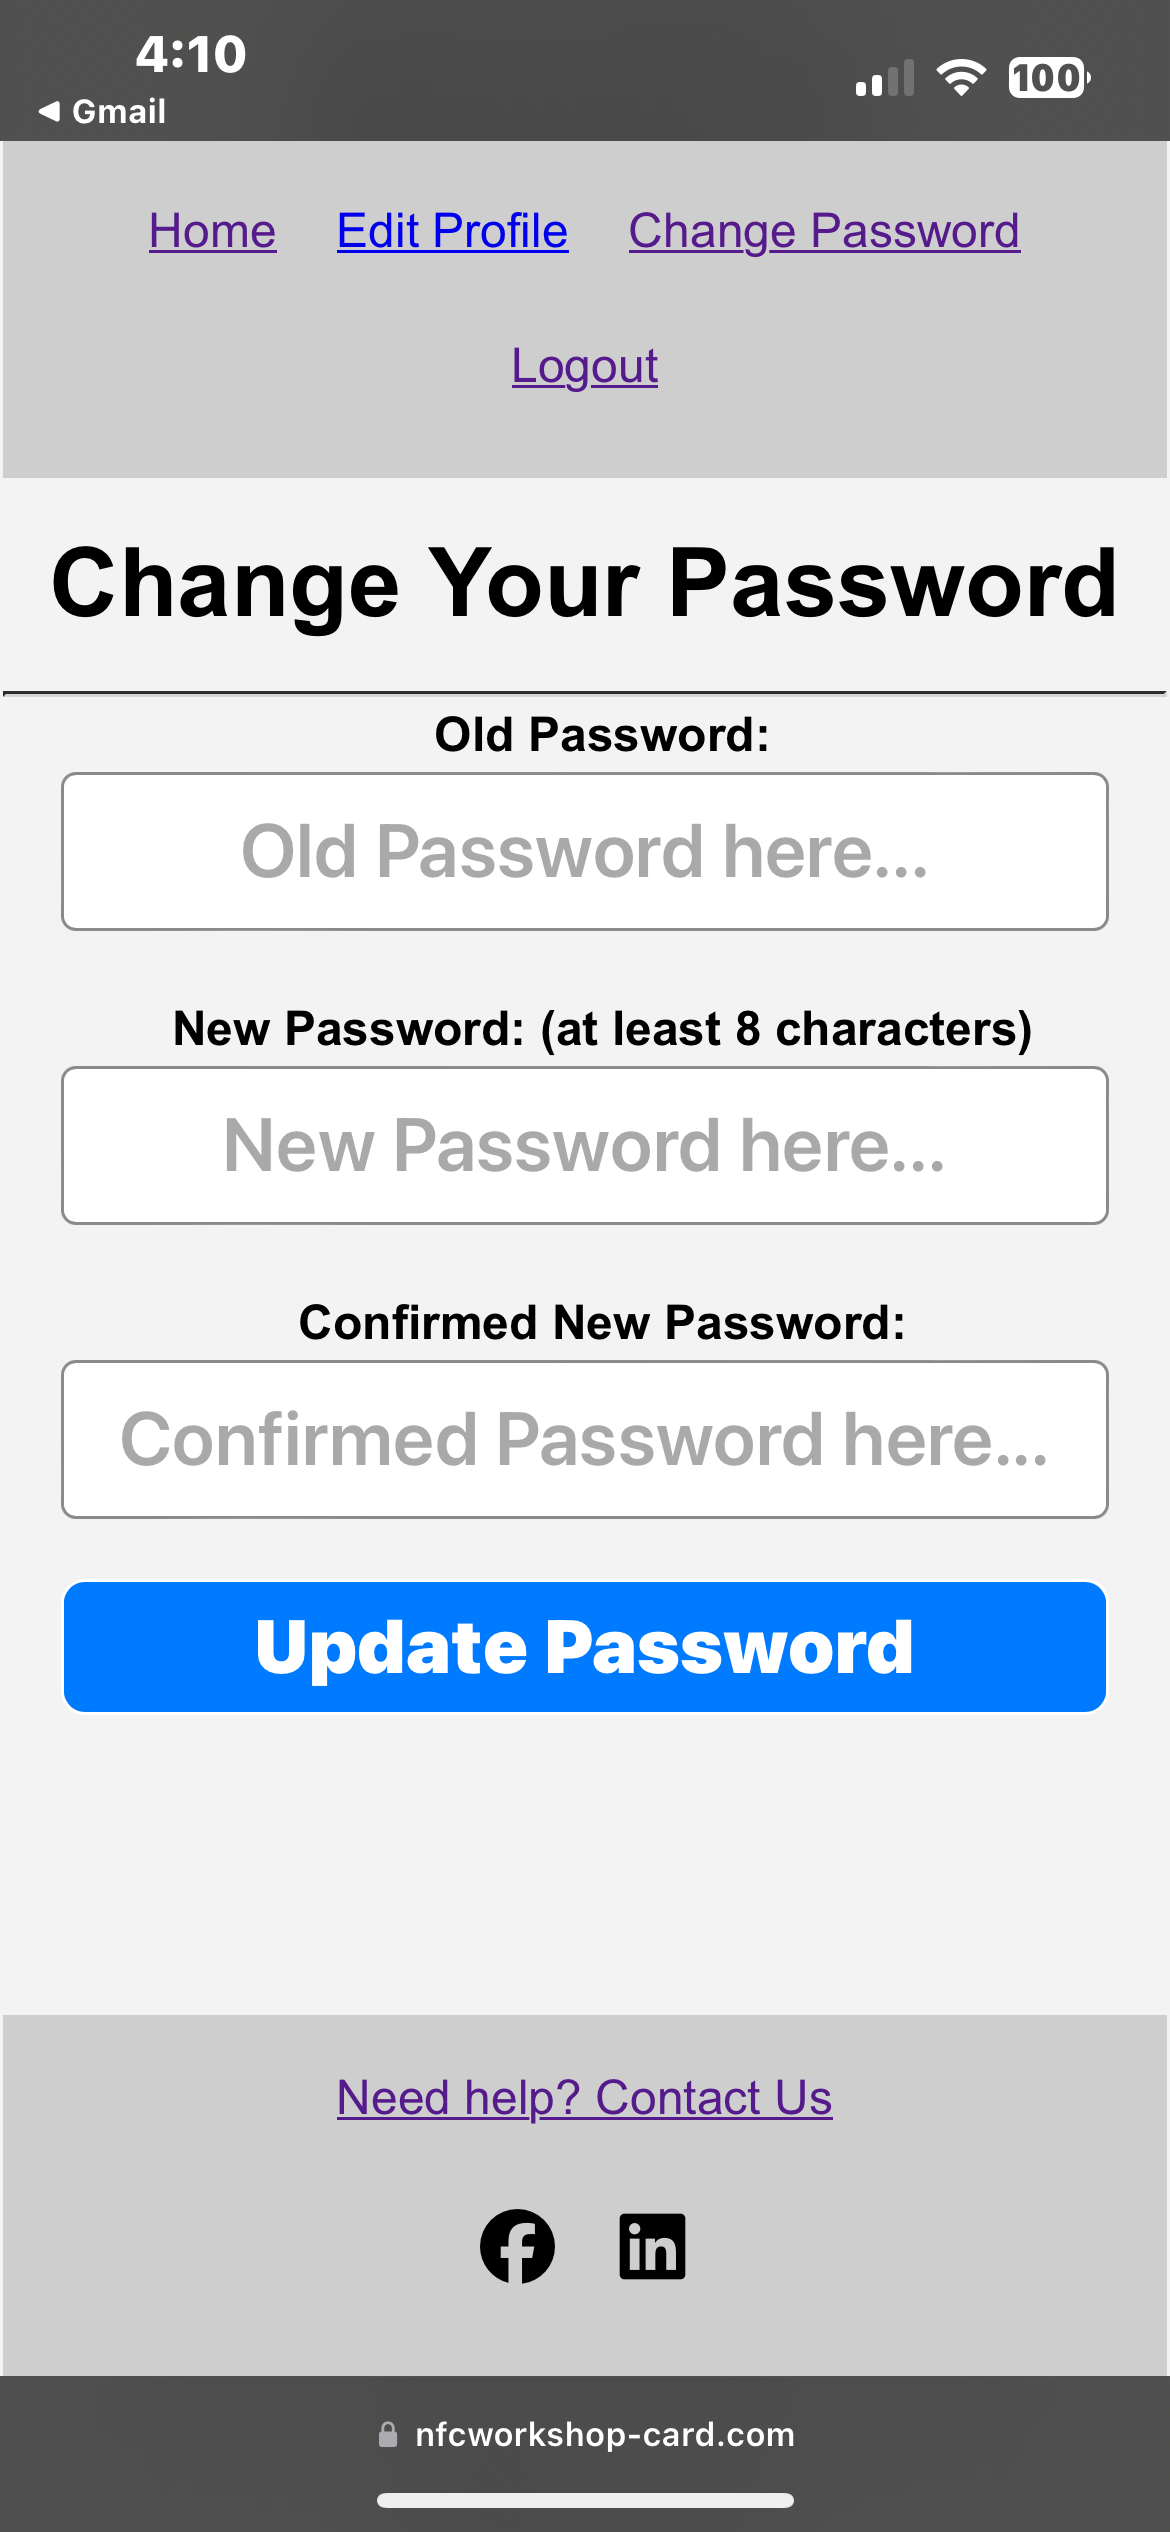 4:10
100
Gmail
Home Edit Profile Change Password
Logout
Change Your Password
Old Password:
Old Password here...
New Password: (at least 8 characters)
New Password here...
Confirmed New Password:
Confirmed Password here...
Update Password
Need help? Contact Us
in
nfcworkshop-card.com